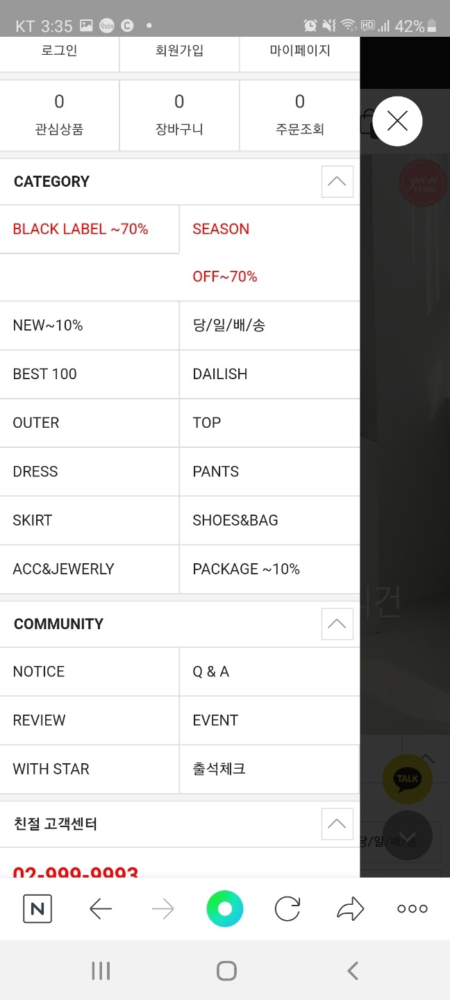 KT 3:35 HD 42%
로그인 회원가입 마이페이지
0 0 0
관심상품 장바구니 주문조회
CATEGORY
yeori
YEORI
BLACK LABEL ~70% SEASON
OFF~70%
NEW~10% 당/일/배/송
BEST 100 DAILISH
OUTER TOP
DRESS PANTS
SKIRT SHOES&BAG
ACC&JEWERLY PACKAGE ~10%
COMMUNITY
NOTICE Q & A
REVIEW EVENT
WITH STAR 출석체크
TALK
친절 고객센터
당/일/배/송
02-999-9993
N